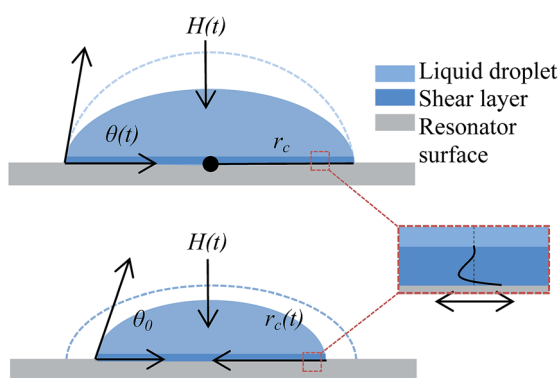 H(t)
θ(t)
r_c
Liquid droplet
Shear layer
Resonator
surface
H(t)
θ_0
r_c(t)